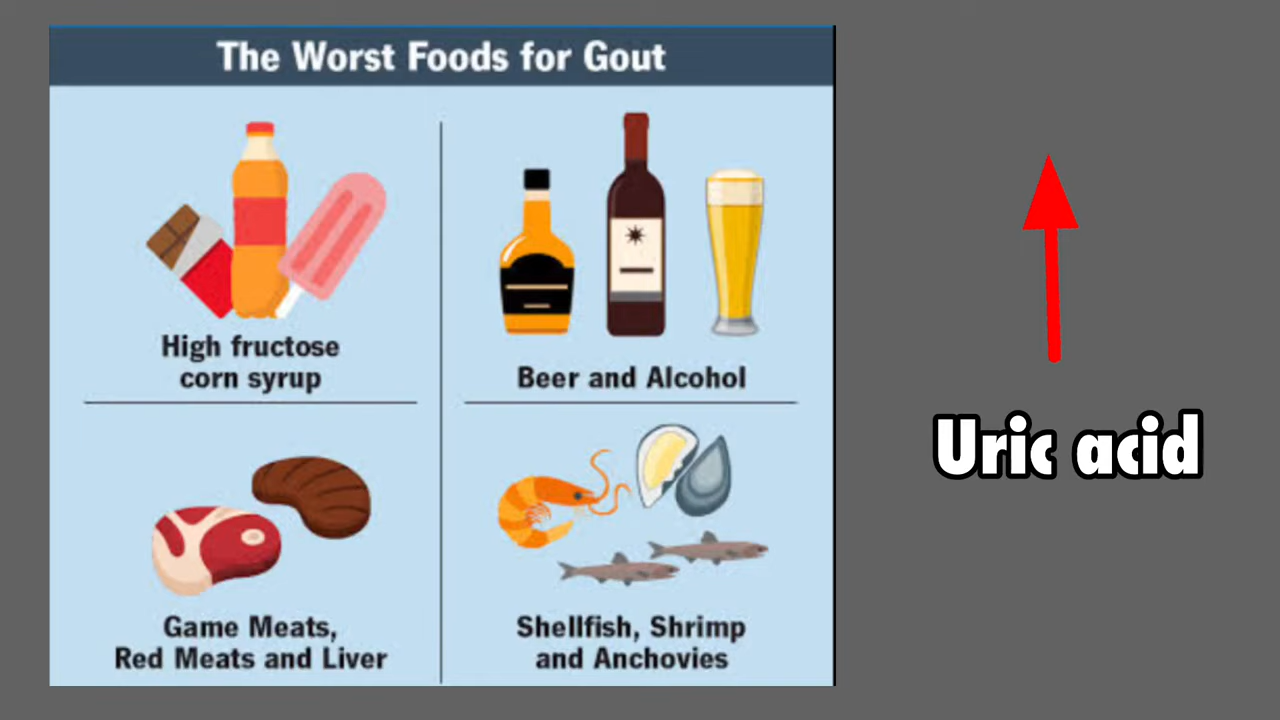 The Worst Foods for Gout
High fructose
corn syrup
Beer and Alcohol
Game Meats,
Red Meats and Liver
Shellfish, Shrimp
and Anchovies
Uric acid